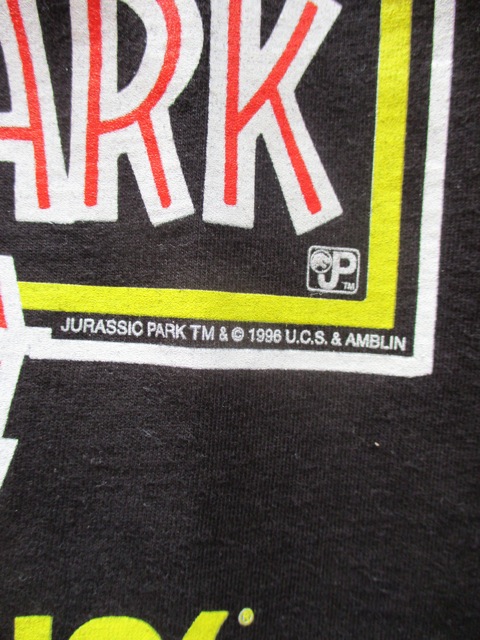 ARK
JP
TM
JURASSIC PARK TM & © 1996 U.C.S. & AMBLIN